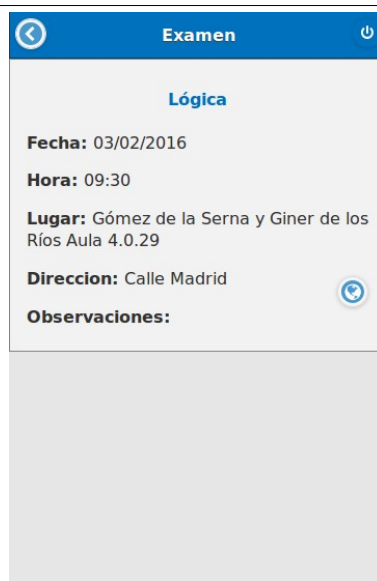 Examen
Lógica
Fecha: 03/02/2016
Hora: 09:30
Lugar: Gómez de la Serna y Giner de los
Ríos Aula 4.0.29
Direccion: Calle Madrid
Observaciones: